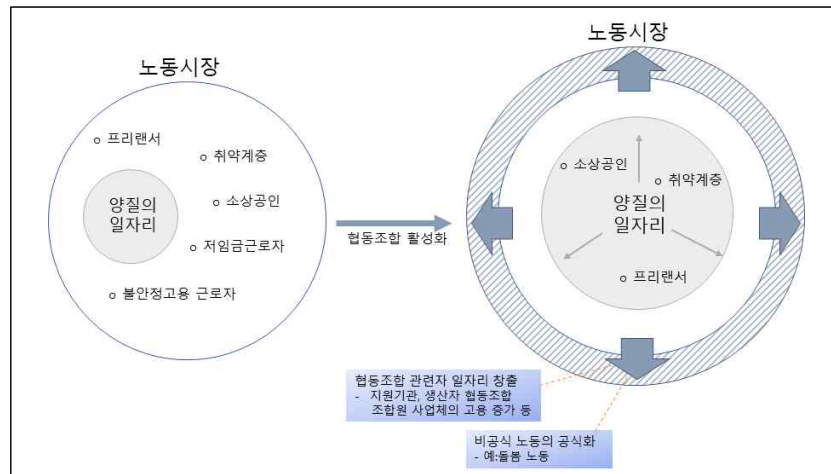 노동시장
o 프리랜서
o 취약계층
양질의
일자리
o 소상공인
o 저임금근로자
o 불안정고용 근로자
협동조합 활성화
노동시장
o 소상공인
o 취약계층
양질의
일자리
o 프리랜서
협동조합 관련자 일자리 창출
- 지원기관, 생산자 협동조합
조합원 사업체의 고용 증가 등
비공식 노동의 공식화
- 예:돌봄 노동